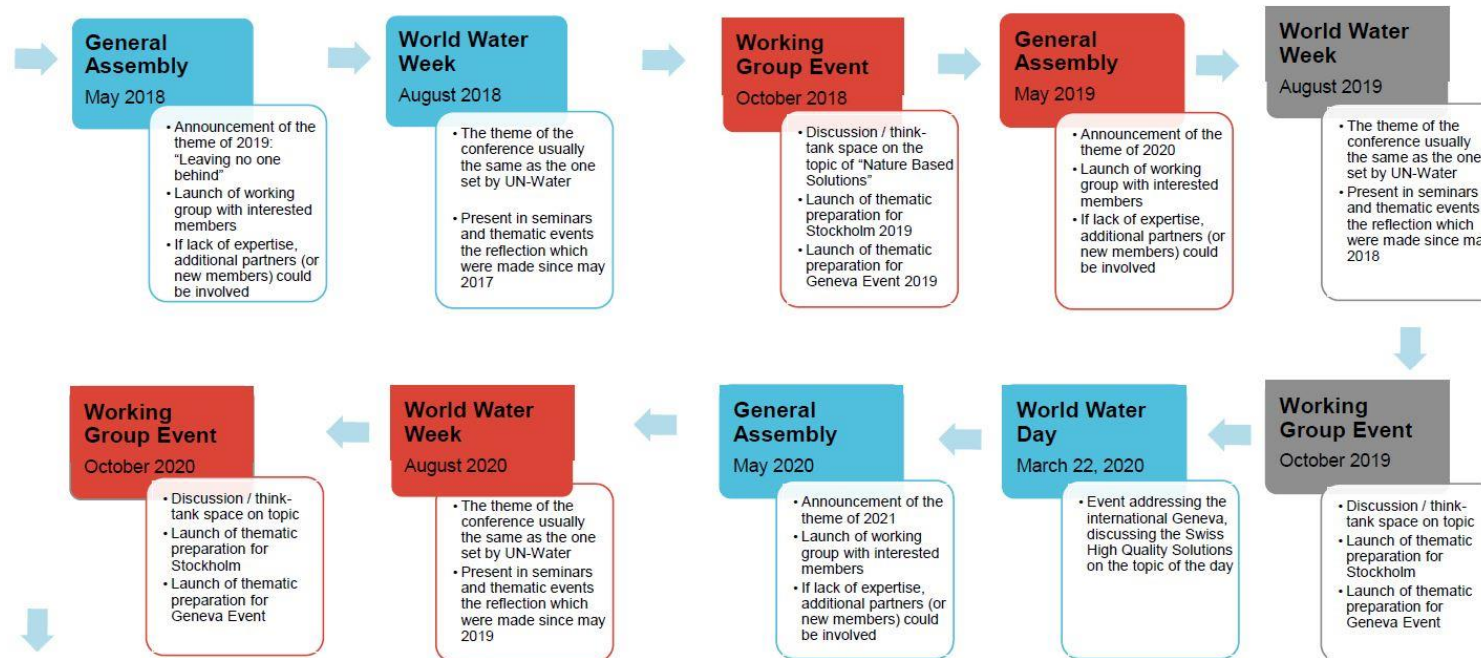 General
Assembly
May 2018
• Announcement of the
theme of 2019:
“Leaving no one
behind”
• Launch of working
group with interested
members
• If lack of expertise,
additional partners (or
new members) could
be involved
World Water
Week
August 2018
• The theme of the
conference usually
the same as the one
set by UN-Water
• Present in seminars
and thematic events
the reflection which
were made since may
2017
Working
Group Event
October 2018
• Discussion / think-
tank space on the
topic of “Nature Based
Solutions”
• Launch of thematic
preparation for
Stockholm 2019
• Launch of thematic
preparation for
Geneva Event 2019
General
Assembly
May 2019
• Announcement of the
theme of 2020
• Launch of working
group with interested
members
• If lack of expertise,
additional partners (or
new members) could
be involved
World Water
Week
August 2019
• The theme of the
conference usually
the same as the one
set by UN-Water
• Present in seminars
and thematic events
the reflection which
were made since ma
2018
Working
Group Event
October 2020
• Discussion / think-
tank space on topic
• Launch of thematic
preparation for
Stockholm
• Launch of thematic
preparation for
Geneva Event
World Water
Week
August 2020
• The theme of the
conference usually
the same as the one
set by UN-Water
• Present in seminars
and thematic events
the reflection which
were made since may
2019
General
Assembly
May 2020
• Announcement of the
theme of 2021
• Launch of working
group with interested
members
• If lack of expertise,
additional partners (or
new members) could
be involved
World Water
Day
March 22, 2020
• Event addressing the
international Geneva,
discussing the Swiss
High Quality Solutions
on the topic of the day
Working
Group Event
October 2019
• Discussion / think-
tank space on topic
• Launch of thematic
preparation for
Stockholm
• Launch of thematic
preparation for
Geneva Event